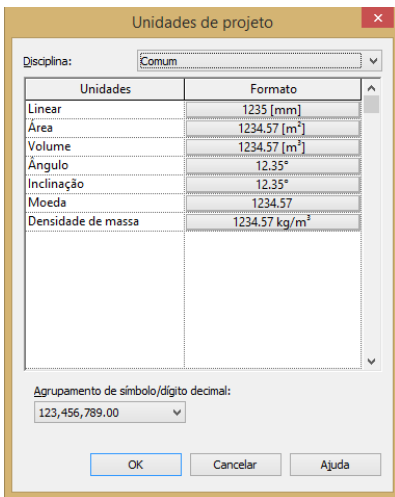 Unidades de projeto
Disciplina: Comum
Unidades Formato
Linear 1235 [mm]
Área 1234.57 [m²]
Volume 1234.57 [m³]
Ângulo 12.35°
Inclinação 12.35°
Moeda 1234.57
Densidade de massa 1234.57 kg/m³
Agrupamento de símbolo/dígito decimal:
123,456,789.00
OK Cancelar Ajuda